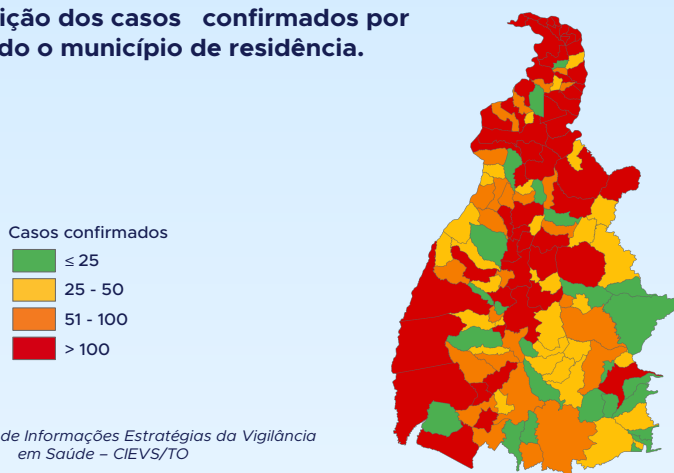 ição dos casos confirmados por
do o município de residência.
Casos confirmados
≤ 25
25 - 50
51 - 100
> 100
de Informações Estratégias da Vigilância
em Saúde – CIEVS/TO